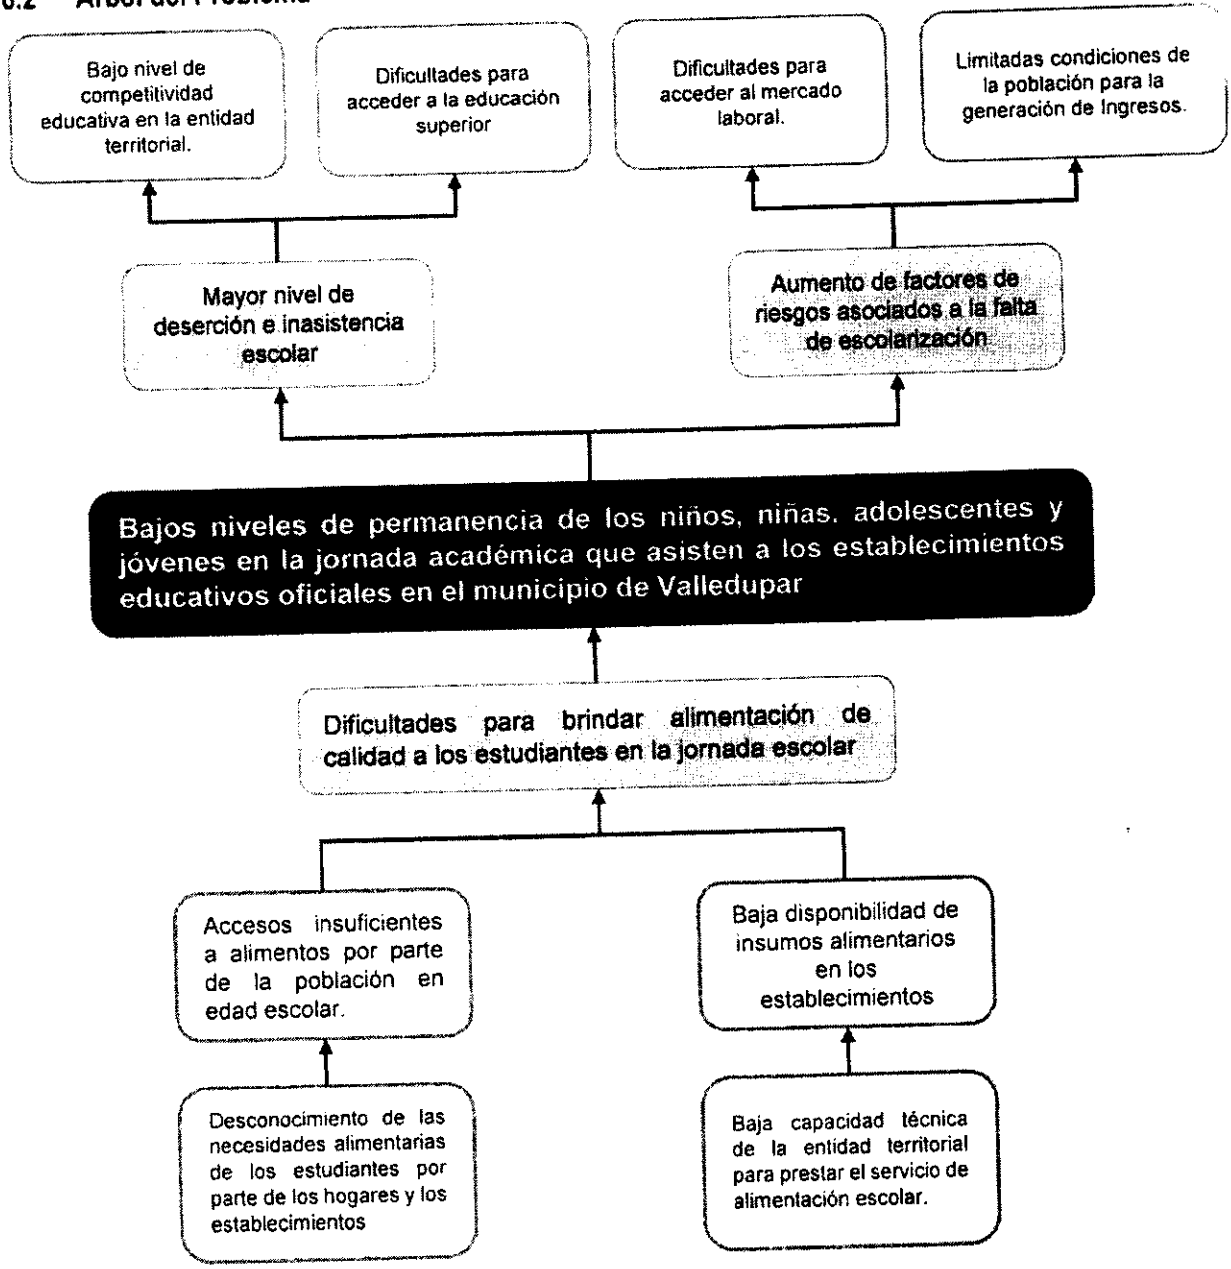 Bajo nivel de
competitividad
educativa en la entidad
territorial.
Dificultades para
acceder a la educación
superior
Dificultades para
acceder al mercado
laboral.
Limitadas condiciones de
la población para la
generación de Ingresos.
Mayor nivel de
deserción e inasistencia
escolar
Aumento de factores de
riesgos asociados a la falta
de escolarización
Bajos niveles de permanencia de los niños, niñas, adolescentes y
jóvenes en la jornada académica que asisten a los establecimientos
educativos oficiales en el municipio de Valledupar
Dificultades para brindar alimentación de
calidad a los estudiantes en la jornada escolar
Accesos insuficientes
a alimentos por parte
de la población en
edad escolar.
Baja disponibilidad de
insumos alimentarios
en los
establecimientos
Desconocimiento de las
necesidades alimentarias
de los estudiantes por
parte de los hogares y los
establecimientos
Baja capacidad técnica
de la entidad territorial
para prestar el servicio de
alimentación escolar.